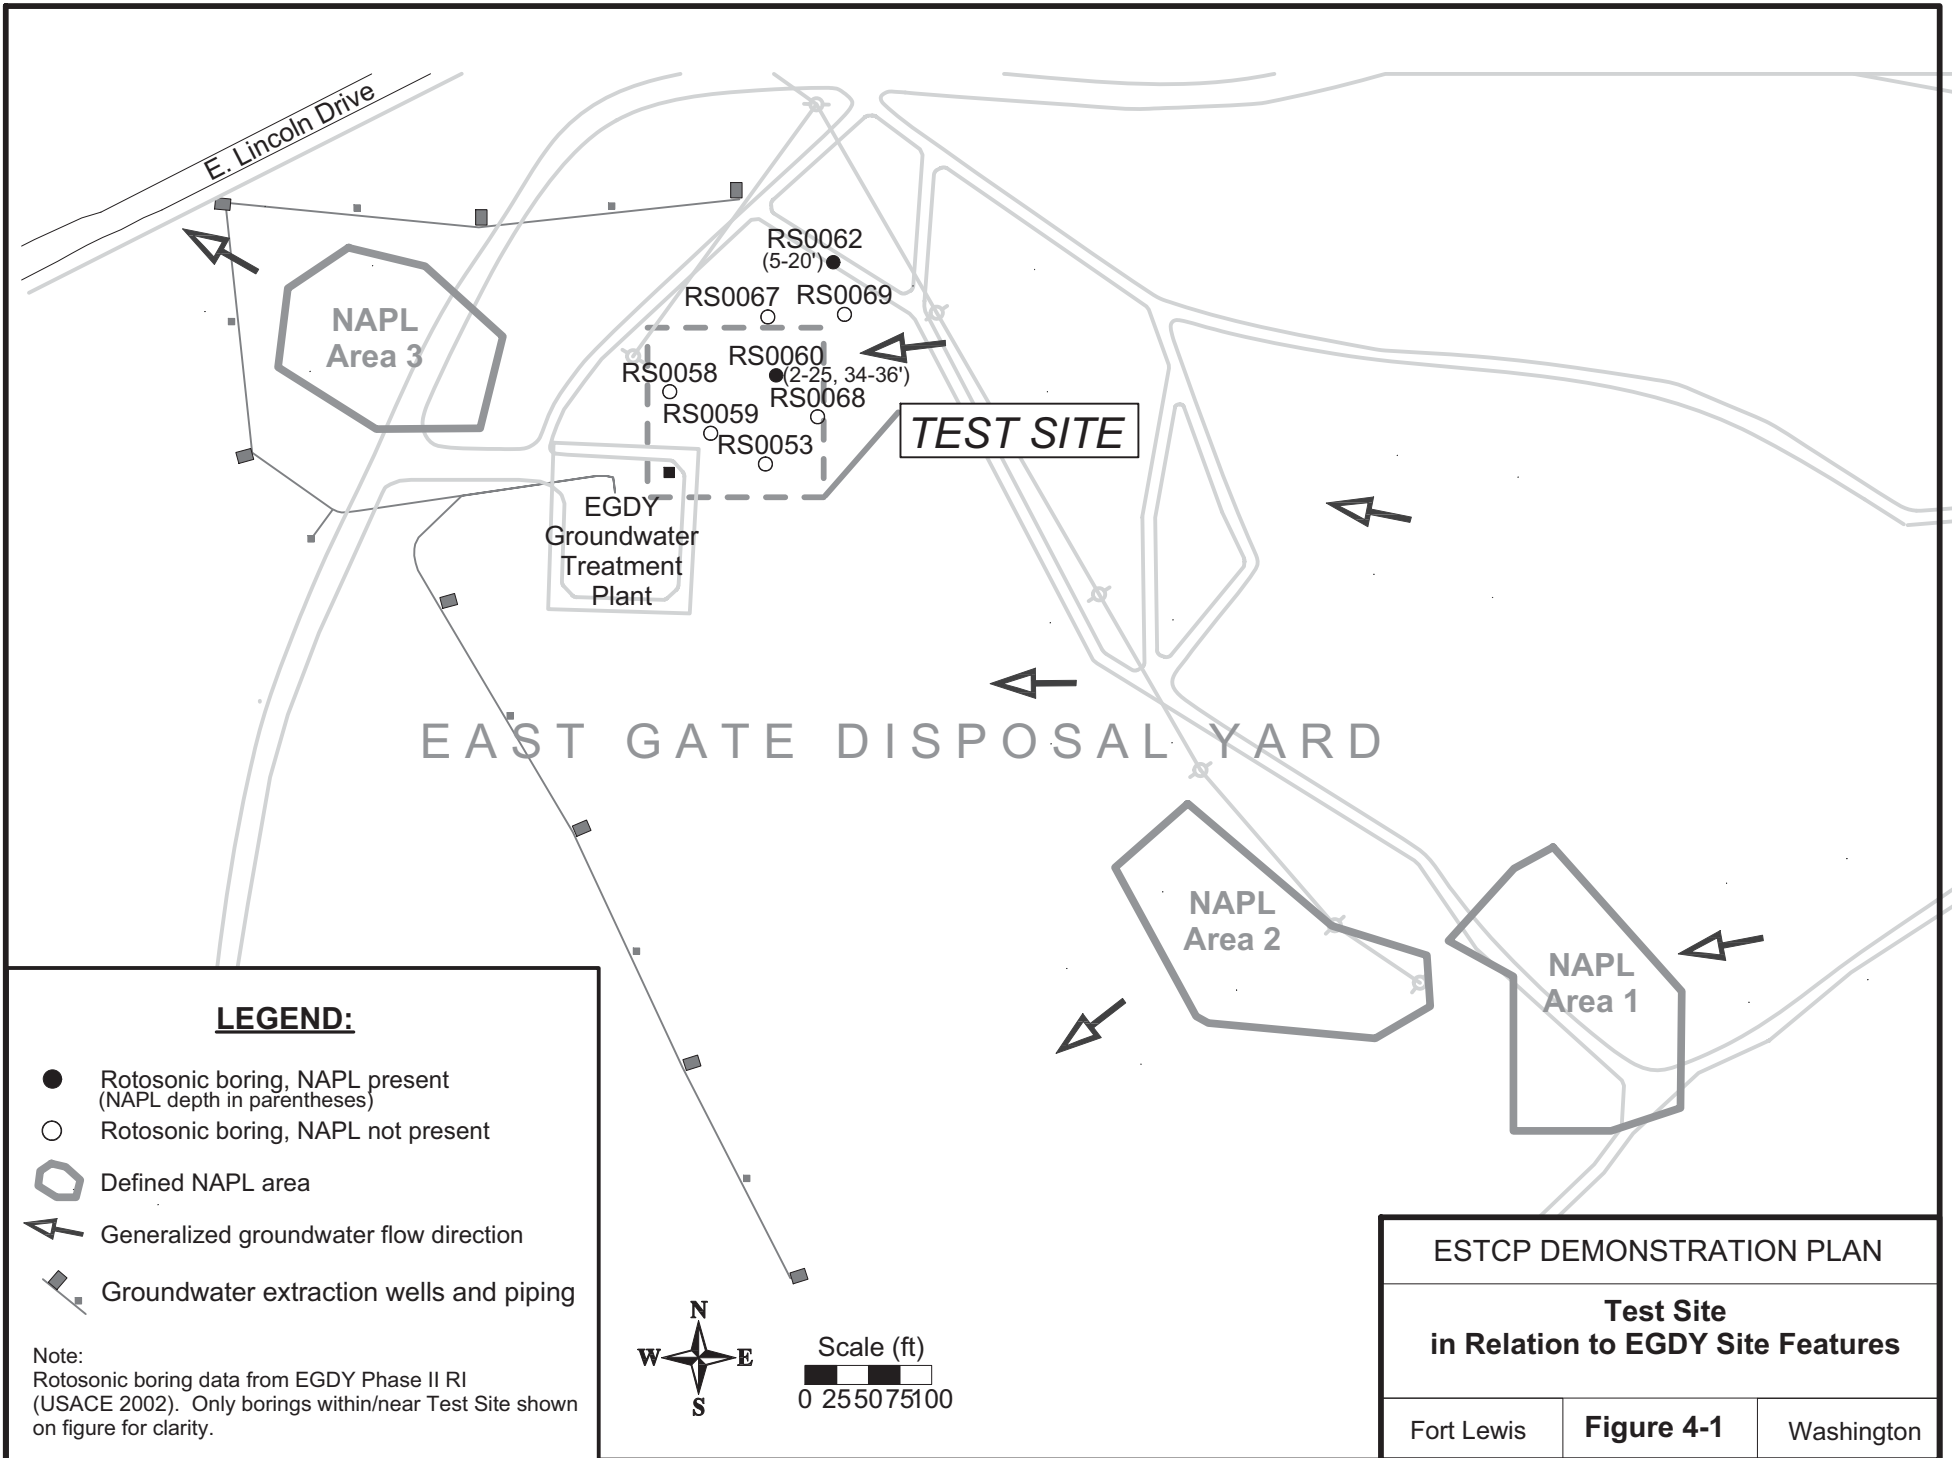 E. Lincoln Drive
RS0062
(5-20')
RS0067
RS0069
NAPL
Area 3
RS0060
(2-25, 34-36')
RS0058
RS0068
RS0059
RS0053
TEST SITE
EGDY
Groundwater
Treatment
Plant
EAST GATE DISPOSAL YARD
NAPL
Area 2
NAPL
Area 1
LEGEND:
Rotosonic boring, NAPL present
(NAPL depth in parentheses)
Rotosonic boring, NAPL not present
Defined NAPL area
Generalized groundwater flow direction
Groundwater extraction wells and piping
Note:
Rotosonic boring data from EGDY Phase II RI
(USACE 2002). Only borings within/near Test Site shown
on figure for clarity.
N
W E
S
Scale (ft)
0 25 50 75 100
ESTCP DEMONSTRATION PLAN
Test Site
in Relation to EGDY Site Features
Fort Lewis
Figure 4-1
Washington